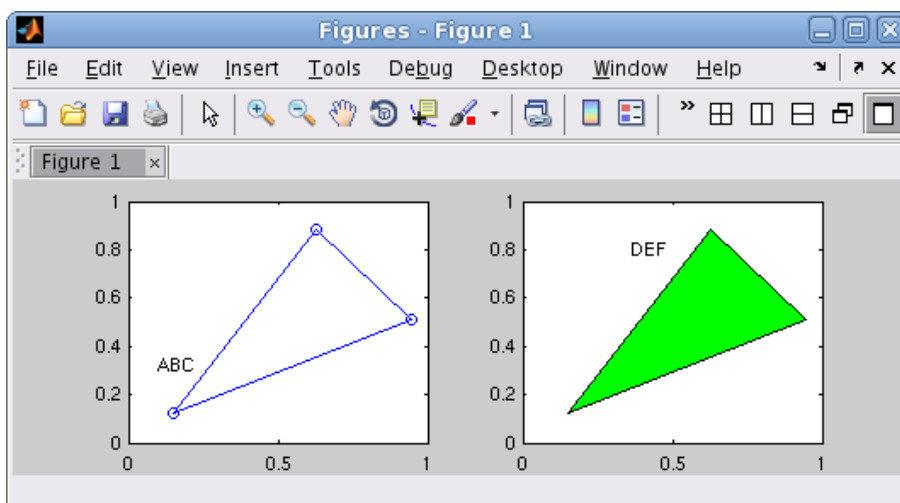 Figures - Figure 1
File Edit View Insert Tools Debug Desktop Window Help
Figure 1
1
0.8
0.6
0.4
0.2
0
0 0.5 1
ABC
1
0.8
0.6
0.4
0.2
0
0 0.5 1
DEF